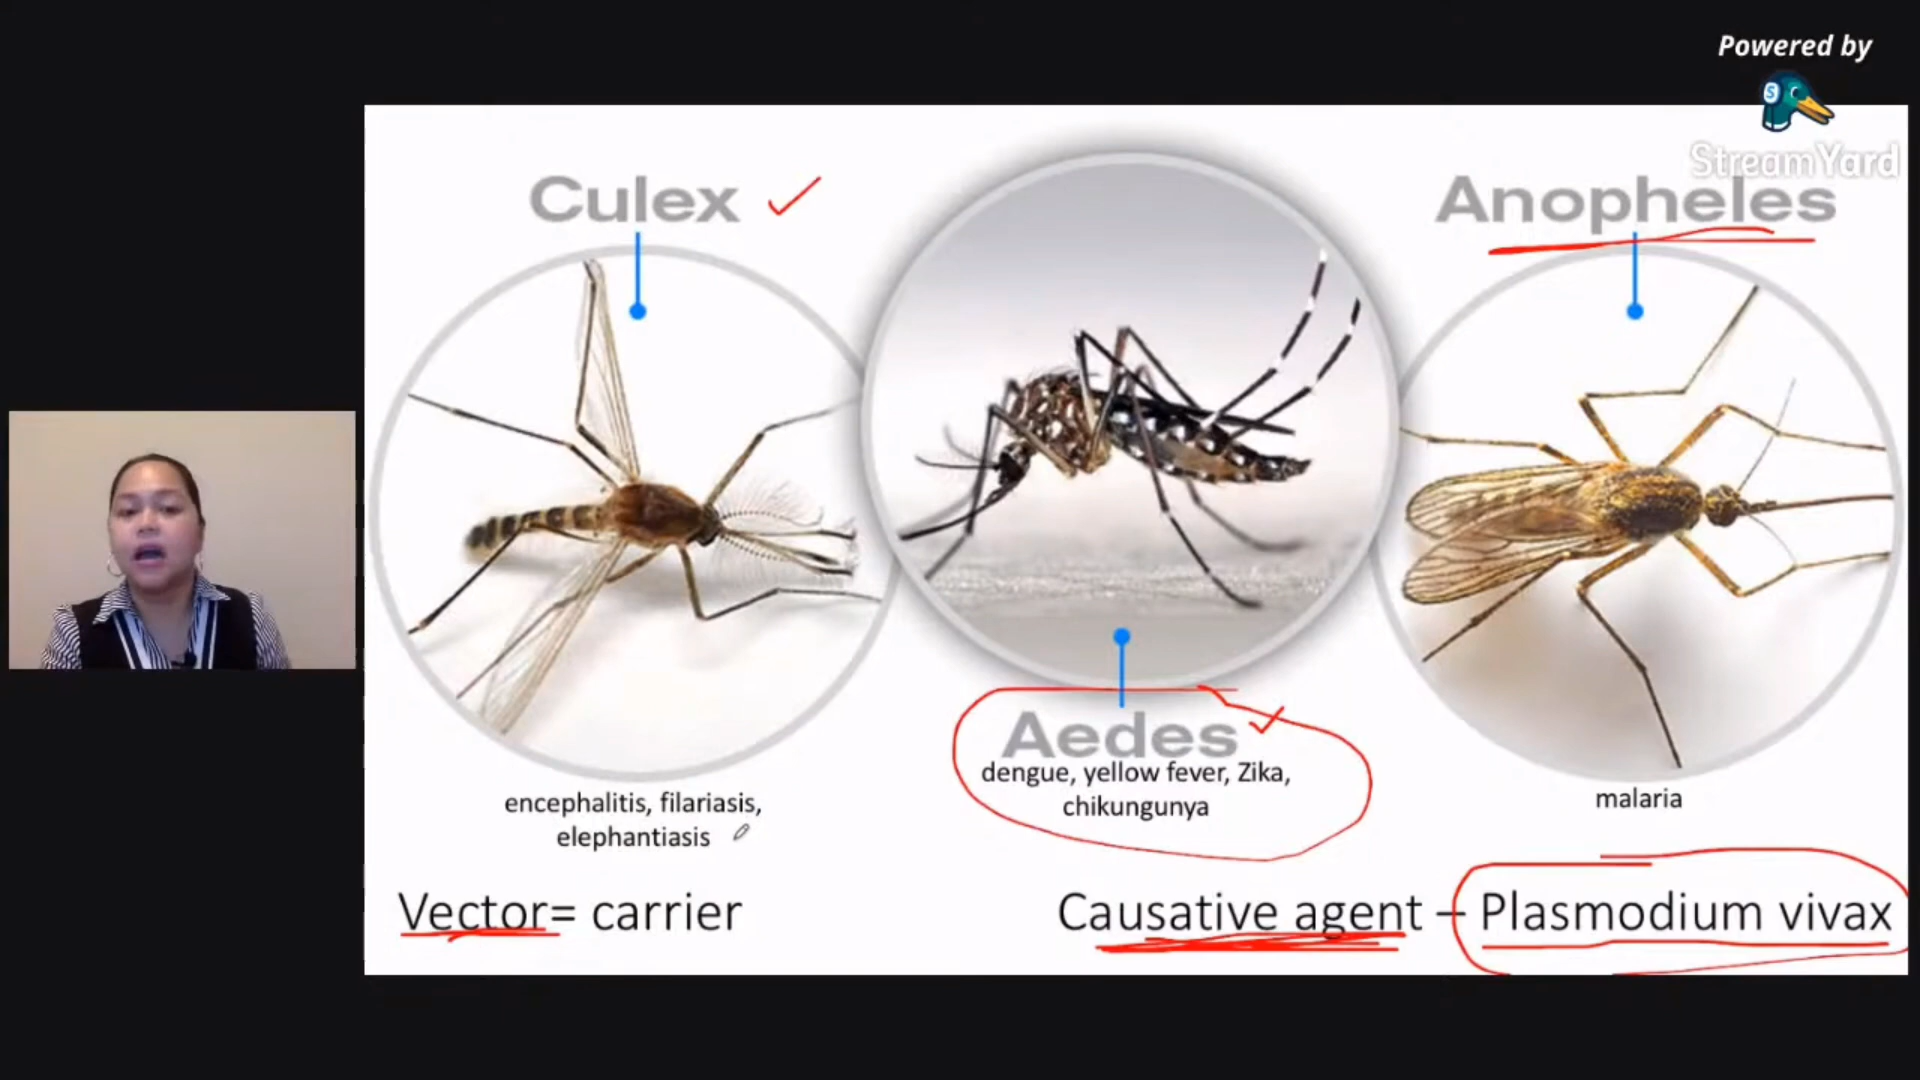 Powered by
StreamYard
Culex
Anopheles
Aedes
dengue, yellow fever, Zika,
chikungunya
encephalitis, filariasis,
elephantiasis
malaria
Vector= carrier
Causative agent – Plasmodium vivax